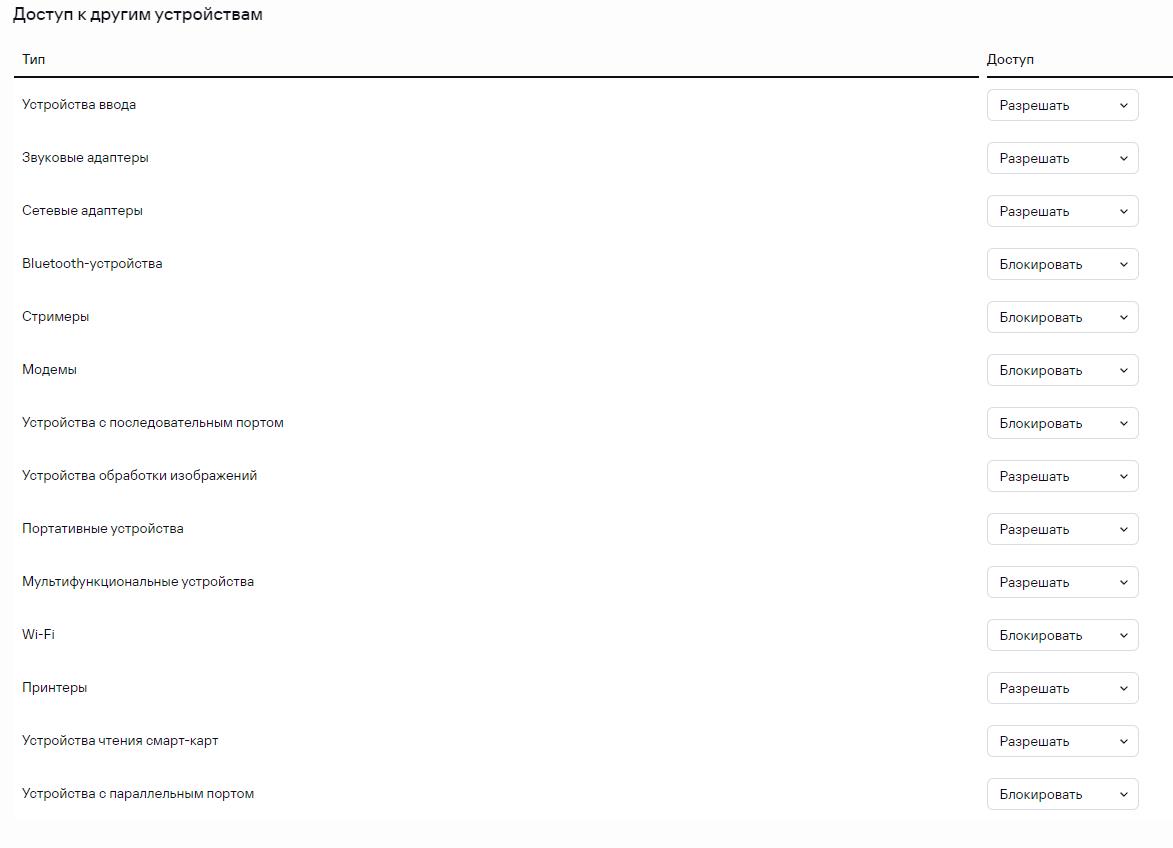 Доступ к другим устройствам
Тип Доступ
Устройства ввода Разрешать
Звуковые адаптеры Разрешать
Сетевые адаптеры Разрешать
Bluetooth-устройства Блокировать
Стримеры Блокировать
Модемы Блокировать
Устройства с последовательным портом Блокировать
Устройства обработки изображений Разрешать
Портативные устройства Разрешать
Мультифункциональные устройства Разрешать
Wi-Fi Блокировать
Принтеры Разрешать
Устройства чтения смарт-карт Разрешать
Устройства с параллельным портом Блокировать